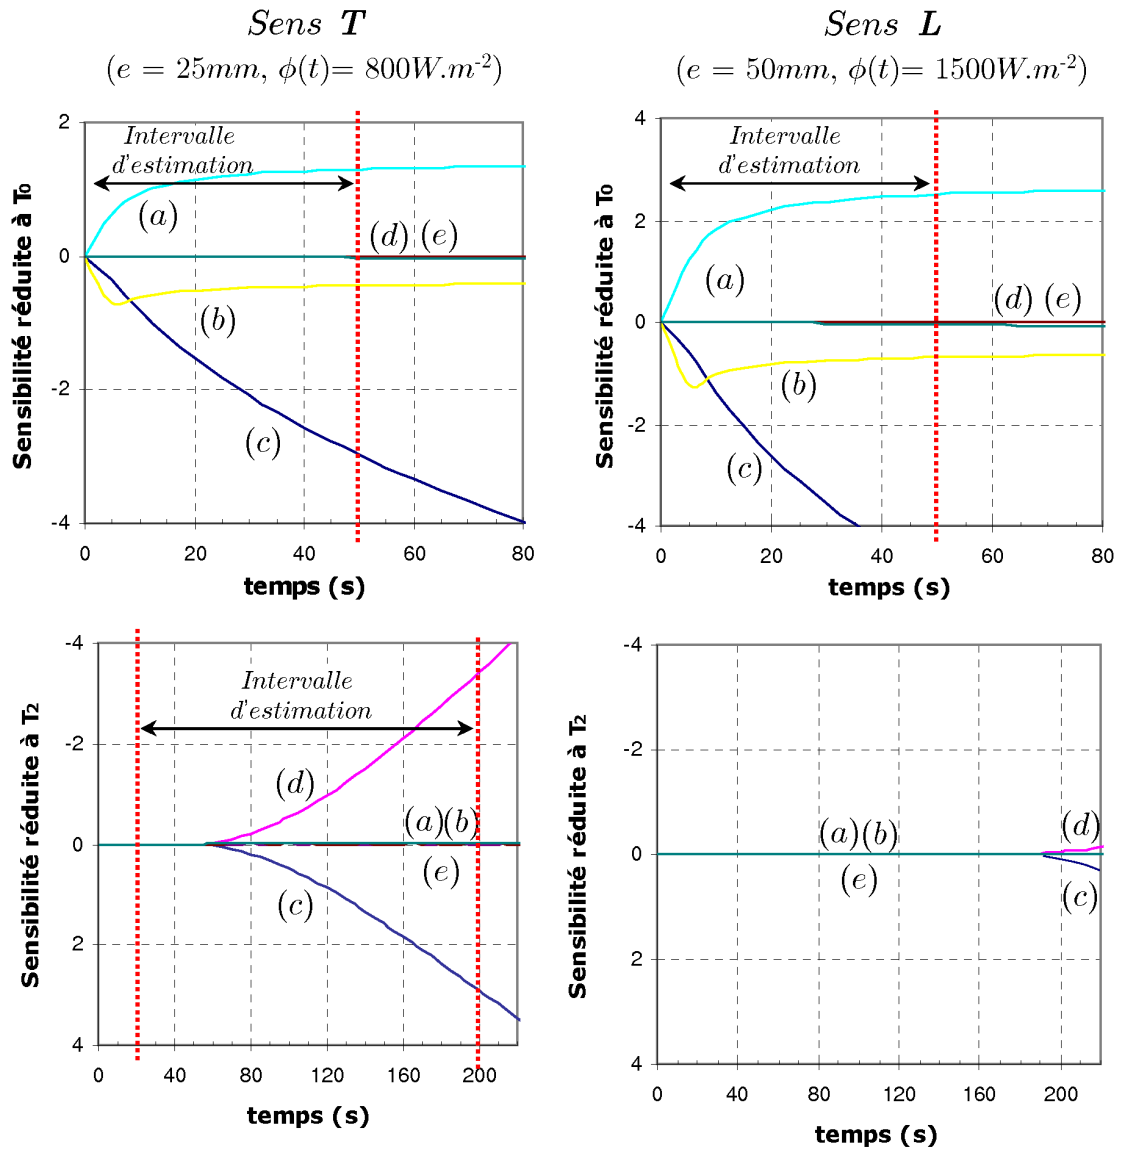 Sens T
(e = 25mm, ϕ(t)= 800W.m-2)
Sensibilité réduite à T0
2
0
-2
-4
Intervalle
d'estimation
(a)
(b)
(c)
(d) (e)
0 20 40 60 80
temps (s)
Sens L
(e = 50mm, ϕ(t)= 1500W.m-2)
Sensibilité réduite à T0
4
2
0
-2
-4
Intervalle
d'estimation
(a)
(b)
(c)
(d) (e)
0 20 40 60 80
temps (s)
Sensibilité réduite à T2
-4
-2
0
2
4
Intervalle
d'estimation
(d)
(a)(b)
(e)
(c)
0 40 80 120 160 200
temps (s)
Sensibilité réduite à T2
-4
-2
0
2
4
(a)(b)
(e)
(d)
(c)
0 40 80 120 160 200
temps (s)